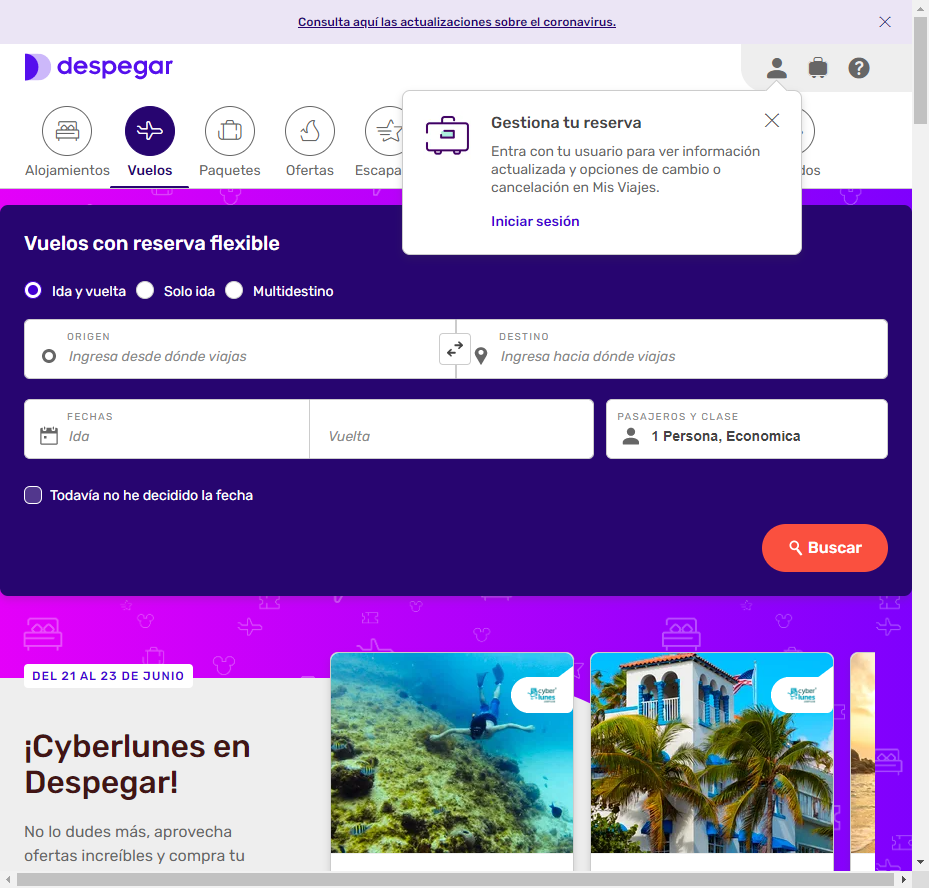 Consulta aquí las actualizaciones sobre el coronavirus.
despegar
Alojamientos
Vuelos
Paquetes
Ofertas
Escapa
dos
Gestiona tu reserva
Entra con tu usuario para ver información
actualizada y opciones de cambio o
cancelación en Mis Viajes.
Iniciar sesión
Vuelos con reserva flexible
Ida y vuelta
Solo ida
Multidestino
ORIGEN
Ingresa desde dónde viajas
DESTINO
Ingresa hacia dónde viajas
FECHAS
Ida
Vuelta
PASAJEROS Y CLASE
1 Persona, Economica
Todavía no he decidido la fecha
Buscar
DEL 21 AL 23 DE JUNIO
¡Cyberlunes en
Despegar!
No lo dudes más, aprovecha
ofertas increíbles y compra tu
cyber
lunes
cyber
lunes